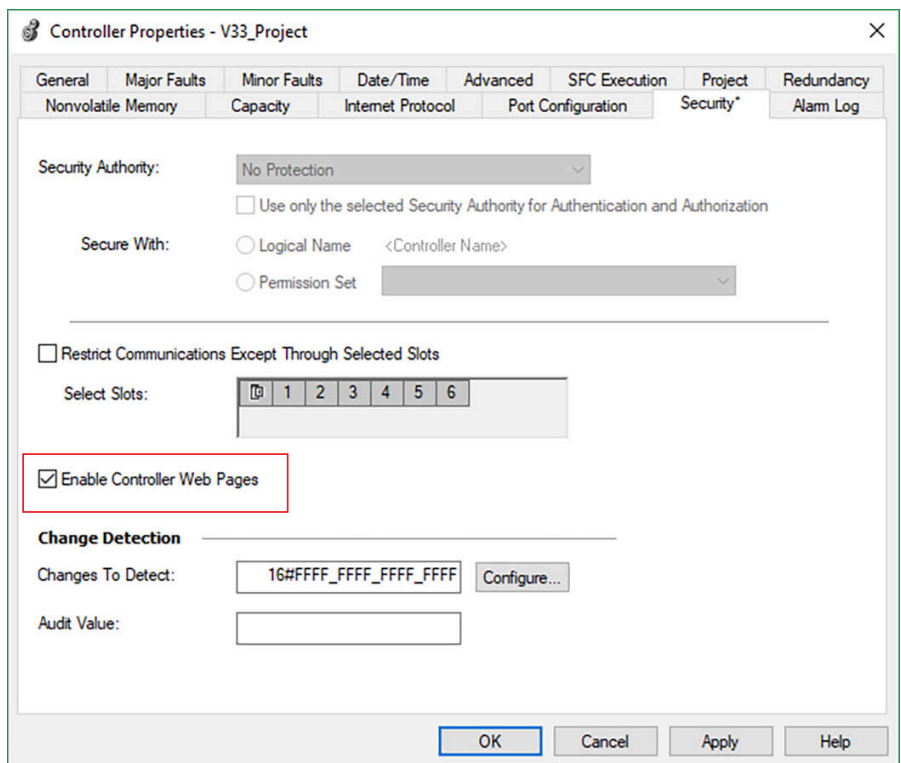 Controller Properties - V33_Project
General Major Faults Minor Faults Date/Time Advanced SFC Execution Project Redundancy
Nonvolatile Memory Capacity Internet Protocol Port Configuration Security* Alarm Log
Security Authority: No Protection
Use only the selected Security Authority for Authentication and Authorization
Secure With: Logical Name <Controller Name>
Permission Set
Restrict Communications Except Through Selected Slots
Select Slots: 1 2 3 4 5 6
Enable Controller Web Pages
Change Detection
Changes To Detect: 16#FFFF_FFFF_FFFF_FFFF Configure...
Audit Value:
OK Cancel Apply Help